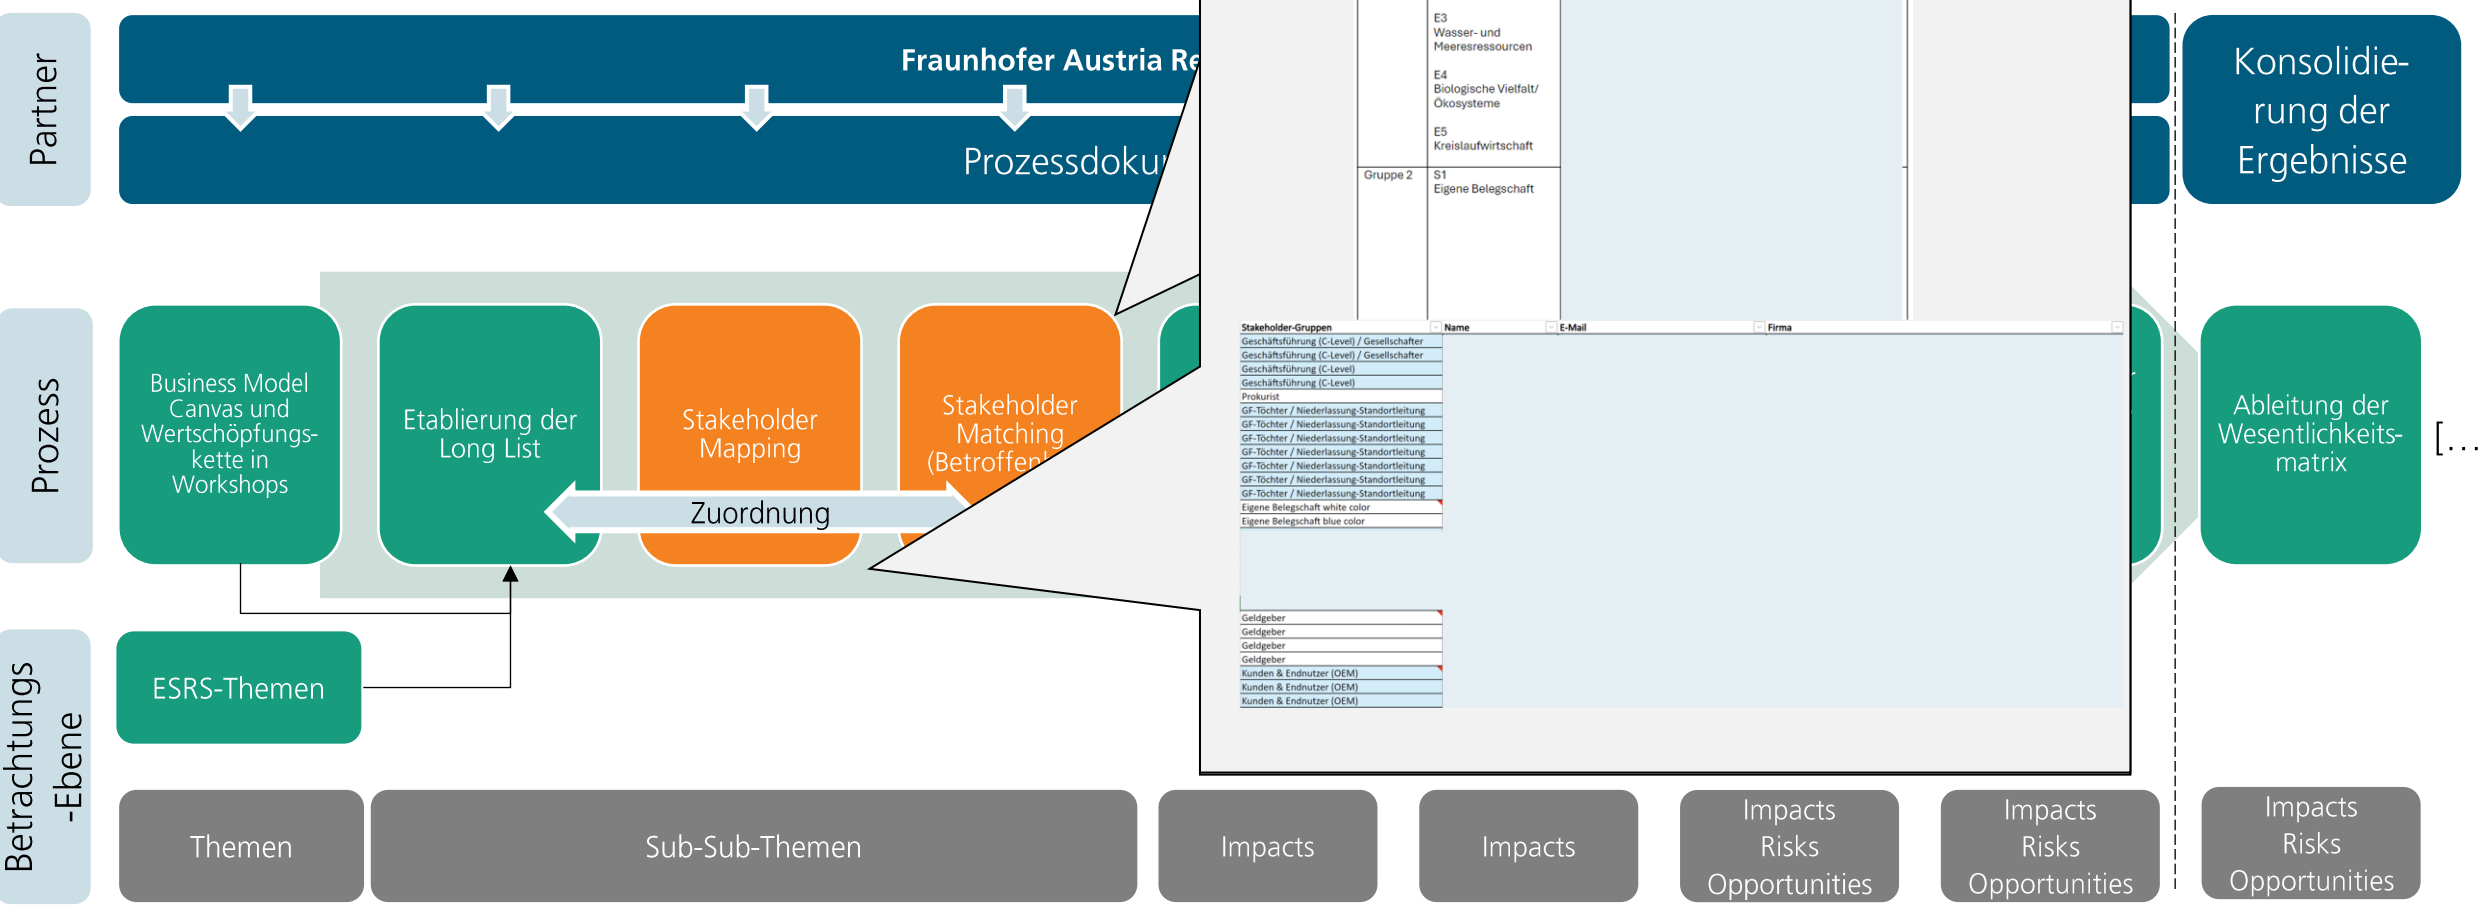 Partner
Fraunhofer Austria Re
Prozessdoku
Konsolidie-
rung der
Ergebnisse
E3
Wasser- und
Meeresressourcen
E4
Biologische Vielfalt/
Ökosysteme
E5
Kreislaufwirtschaft
Gruppe 2
S1
Eigene Belegschaft
Prozess
Business Model
Canvas und
Wertschöpfungs-
kette in
Workshops
Etablierung der
Long List
Stakeholder
Mapping
Stakeholder
Matching
(Betroffen
Zuordnung
Stakeholder-Gruppen Name E-Mail Firma
Geschäftsführung (C-Level) / Gesellschafter
Geschäftsführung (C-Level) / Gesellschafter
Geschäftsführung (C-Level)
Geschäftsführung (C-Level)
Prokurist
GF-Töchter / Niederlassung-Standortleitung
GF-Töchter / Niederlassung-Standortleitung
GF-Töchter / Niederlassung-Standortleitung
GF-Töchter / Niederlassung-Standortleitung
GF-Töchter / Niederlassung-Standortleitung
GF-Töchter / Niederlassung-Standortleitung
GF-Töchter / Niederlassung-Standortleitung
Eigene Belegschaft white color
Eigene Belegschaft blue color
Geldgeber
Geldgeber
Geldgeber
Geldgeber
Kunden & Endnutzer (OEM)
Kunden & Endnutzer (OEM)
Kunden & Endnutzer (OEM)
Ableitung der
Wesentlichkeits-
matrix
[...
Betrachtungs
-Ebene
ESRS-Themen
Themen
Sub-Sub-Themen
Impacts
Impacts
Impacts
Risks
Opportunities
Impacts
Risks
Opportunities
Impacts
Risks
Opportunities